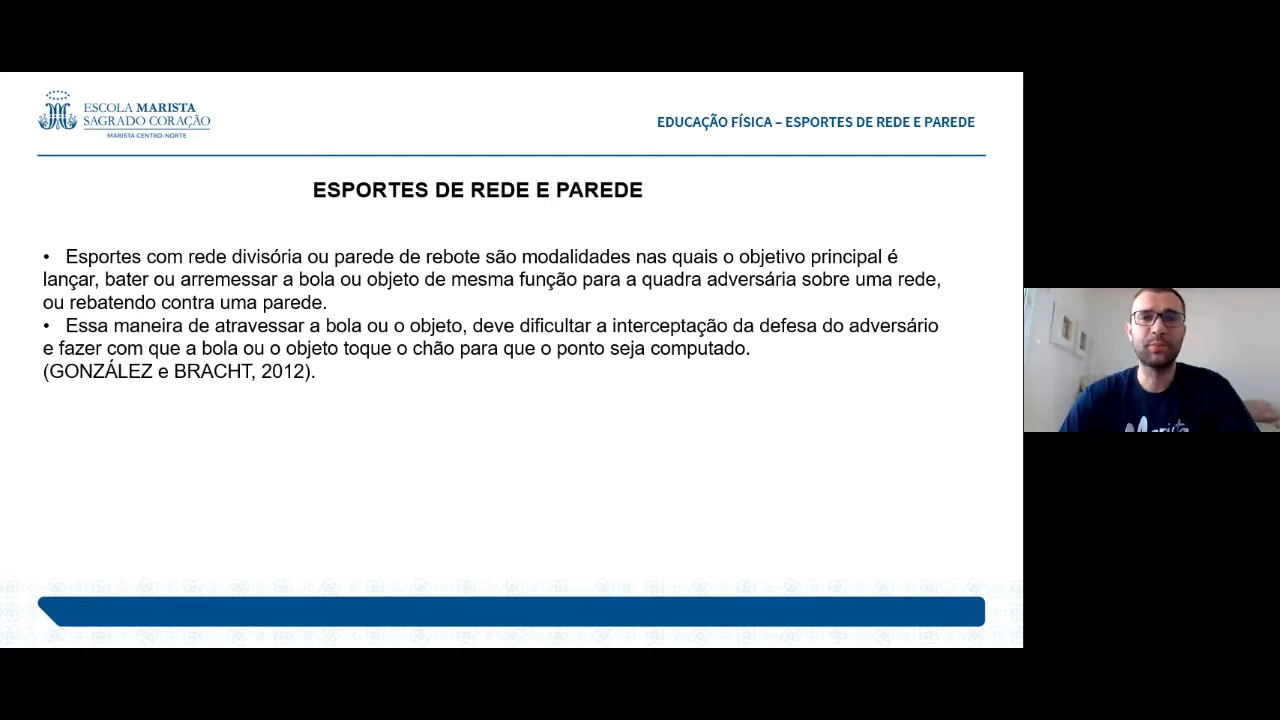 ESCOLA MARISTA
SAGRADO CORAÇÃO
MARISTA CENTRO-NORTE
EDUCAÇÃO FÍSICA – ESPORTES DE REDE E PAREDE
ESPORTES DE REDE E PAREDE
• Esportes com rede divisória ou parede de rebote são modalidades nas quais o objetivo principal é
lançar, bater ou arremessar a bola ou objeto de mesma função para a quadra adversária sobre uma rede,
ou rebatendo contra uma parede.
• Essa maneira de atravessar a bola ou o objeto, deve dificultar a interceptação da defesa do adversário
e fazer com que a bola ou o objeto toque o chão para que o ponto seja computado.
(GONZÁLEZ e BRACHT, 2012).
Marista